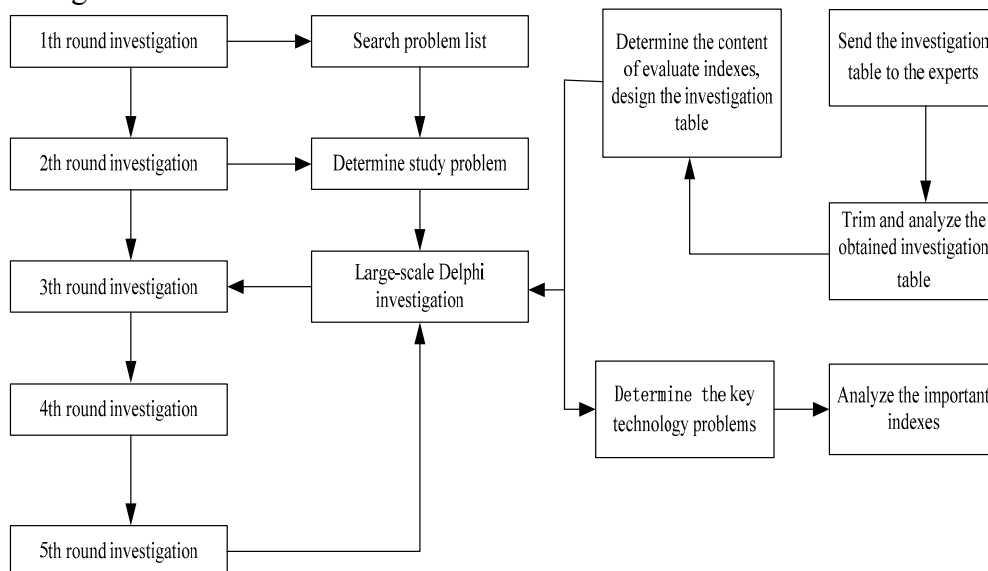 1th round investigation
Search problem list
Determine the content
of evaluate indexes,
design the investigation
table
Send the investigation
table to the experts
2th round investigation
Determine study problem
Trim and analyze the
obtained investigation
table
3th round investigation
Large-scale Delphi
investigation
4th round investigation
Determine the key
technology problems
Analyze the important
indexes
5th round investigation